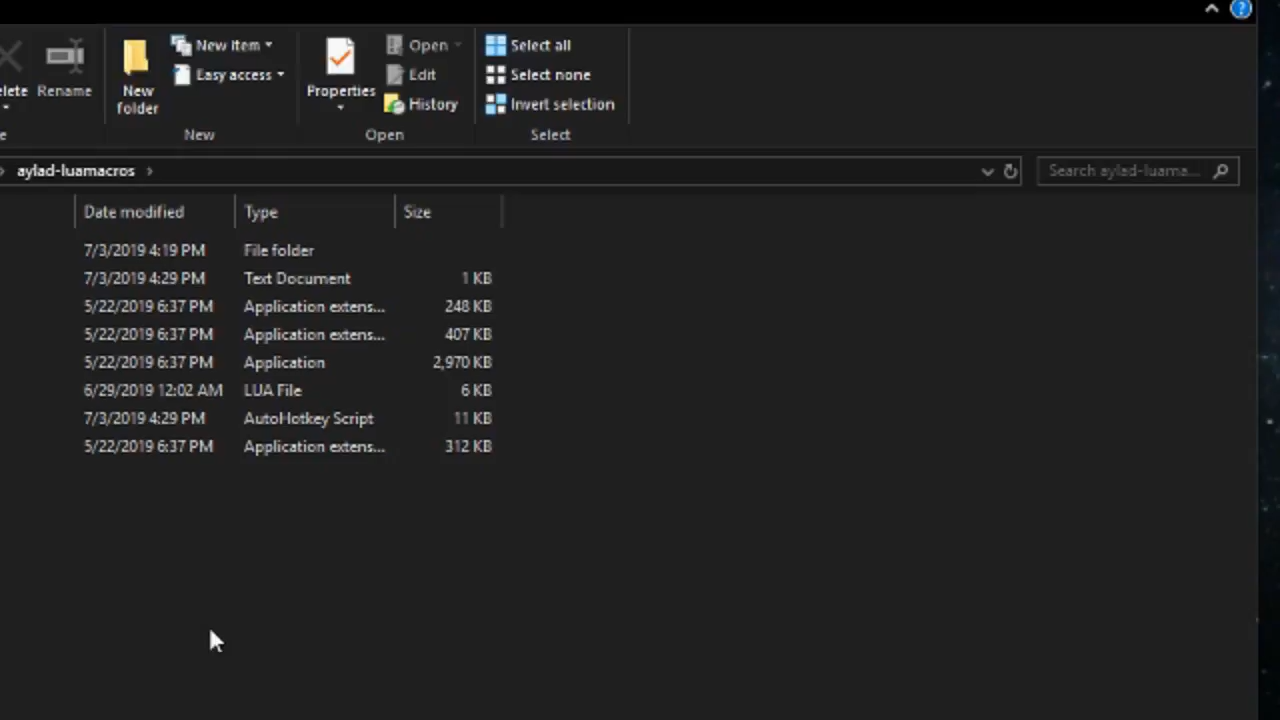 New item
Easy access
Open
Edit
History
Select all
Select none
Invert selection
lete
Rename
New folder
Properties
e
New
Open
Select
aylad-luamacros
Search aylad-luama...
Date modified Type Size
7/3/2019 4:19 PM File folder
7/3/2019 4:29 PM Text Document 1 KB
5/22/2019 6:37 PM Application extens... 248 KB
5/22/2019 6:37 PM Application extens... 407 KB
5/22/2019 6:37 PM Application 2,970 KB
6/29/2019 12:02 AM LUA File 6 KB
7/3/2019 4:29 PM AutoHotkey Script 11 KB
5/22/2019 6:37 PM Application extens... 312 KB